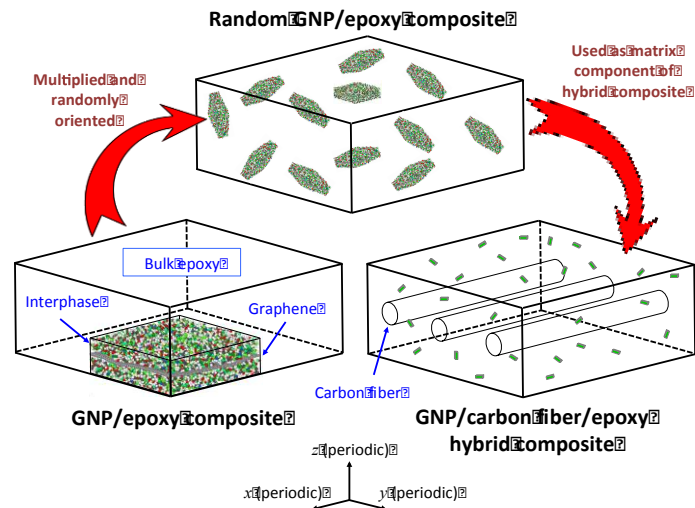 Random GNP/epoxy composite
Multiplied and
randomly
oriented
Used as matrix
component of
hybrid composite
Bulk epoxy
Interphase
Graphene
Carbon fiber
GNP/epoxy composite
GNP/carbon fiber/epoxy
hybrid composite
z (periodic)
x (periodic)
y (periodic)